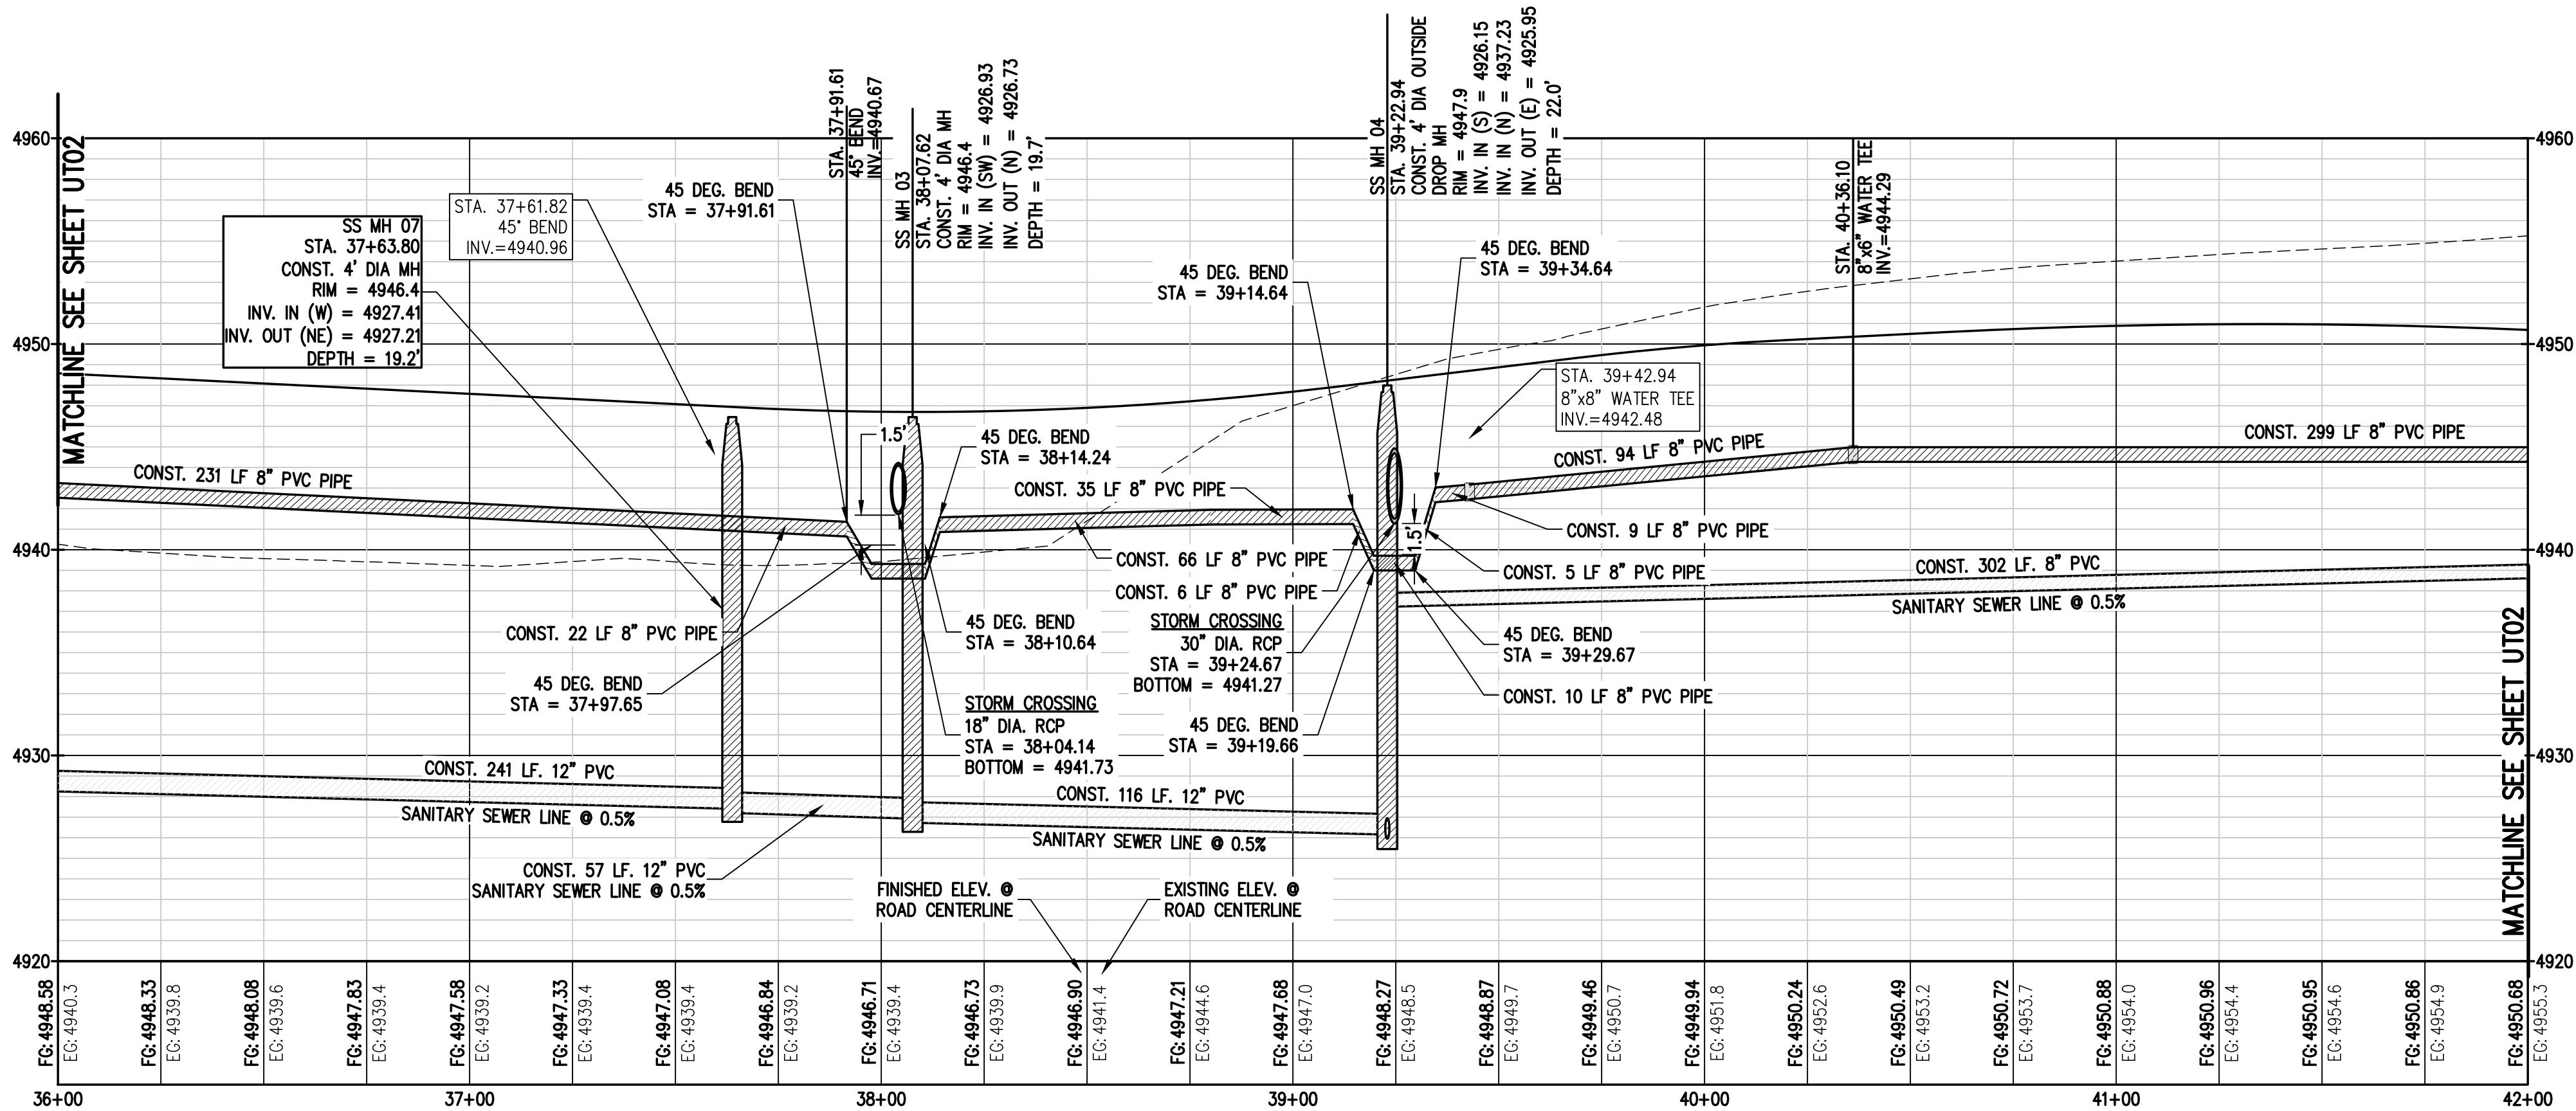 MATCHLINE SEE SHEET UT02
4960
4950
4940
4930
4920
SS MH 07
STA. 37+63.80
CONST. 4' DIA MH
RIM = 4946.4
INV. IN (W) = 4927.41
INV. OUT (NE) = 4927.21
DEPTH = 19.2'
STA. 37+61.82
45° BEND
INV.=4940.96
45 DEG. BEND
STA = 37+91.61
STA. 37+91.61
45° BEND
INV.=4940.67
SS MH 03
STA. 38+07.62
CONST. 4' DIA MH
RIM = 4946.4
INV. IN (SW) = 4926.93
INV. OUT (N) = 4926.73
DEPTH = 19.7'
SS MH 04
STA. 39+22.94
CONST. 4' DIA OUTSIDE
DROP MH
RIM = 4947.9
INV. IN (S) = 4926.15
INV. IN (N) = 4937.23
INV. OUT (E) = 4925.95
DEPTH = 22.0'
45 DEG. BEND
STA = 39+14.64
45 DEG. BEND
STA = 39+34.64
STA. 40+36.10
8"x6" WATER TEE
INV.=4944.29
STA. 39+42.94
8"x8" WATER TEE
INV.=4942.48
1.5'
45 DEG. BEND
STA = 38+14.24
CONST. 231 LF 8" PVC PIPE
CONST. 35 LF 8" PVC PIPE
CONST. 94 LF 8" PVC PIPE
CONST. 299 LF 8" PVC PIPE
1.5'
CONST. 9 LF 8" PVC PIPE
CONST. 66 LF 8" PVC PIPE
CONST. 5 LF 8" PVC PIPE
CONST. 6 LF 8" PVC PIPE
CONST. 302 LF. 8" PVC
SANITARY SEWER LINE @ 0.5%
CONST. 22 LF 8" PVC PIPE
45 DEG. BEND
STA = 38+10.64
STORM CROSSING
30" DIA. RCP
STA = 39+24.67
BOTTOM = 4941.27
45 DEG. BEND
STA = 39+29.67
45 DEG. BEND
STA = 37+97.65
CONST. 10 LF 8" PVC PIPE
STORM CROSSING
18" DIA. RCP
STA = 38+04.14
BOTTOM = 4941.73
45 DEG. BEND
STA = 39+19.66
CONST. 241 LF. 12" PVC
SANITARY SEWER LINE @ 0.5%
CONST. 116 LF. 12" PVC
SANITARY SEWER LINE @ 0.5%
CONST. 57 LF. 12" PVC
SANITARY SEWER LINE @ 0.5%
FINISHED ELEV. @
ROAD CENTERLINE
EXISTING ELEV. @
ROAD CENTERLINE
4960
4950
4940
4930
4920
MATCHLINE SEE SHEET UT02
FG: 4948.58
EG: 4940.3
FG: 4948.33
EG: 4939.8
FG: 4948.08
EG: 4939.6
FG: 4947.83
EG: 4939.4
FG: 4947.58
EG: 4939.2
FG: 4947.33
EG: 4939.4
FG: 4947.08
EG: 4939.4
FG: 4946.84
EG: 4939.2
FG: 4946.71
EG: 4939.4
FG: 4946.73
EG: 4939.9
FG: 4946.90
EG: 4941.4
FG: 4947.21
EG: 4944.6
FG: 4947.68
EG: 4947.0
FG: 4948.27
EG: 4948.5
FG: 4948.87
EG: 4949.7
FG: 4949.46
EG: 4950.7
FG: 4949.94
EG: 4951.8
FG: 4950.24
EG: 4952.6
FG: 4950.49
EG: 4953.2
FG: 4950.72
EG: 4953.7
FG: 4950.88
EG: 4954.0
FG: 4950.96
EG: 4954.4
FG: 4950.95
EG: 4954.6
FG: 4950.86
EG: 4954.9
FG: 4950.68
EG: 4955.3
36+00
37+00
38+00
39+00
40+00
41+00
42+00